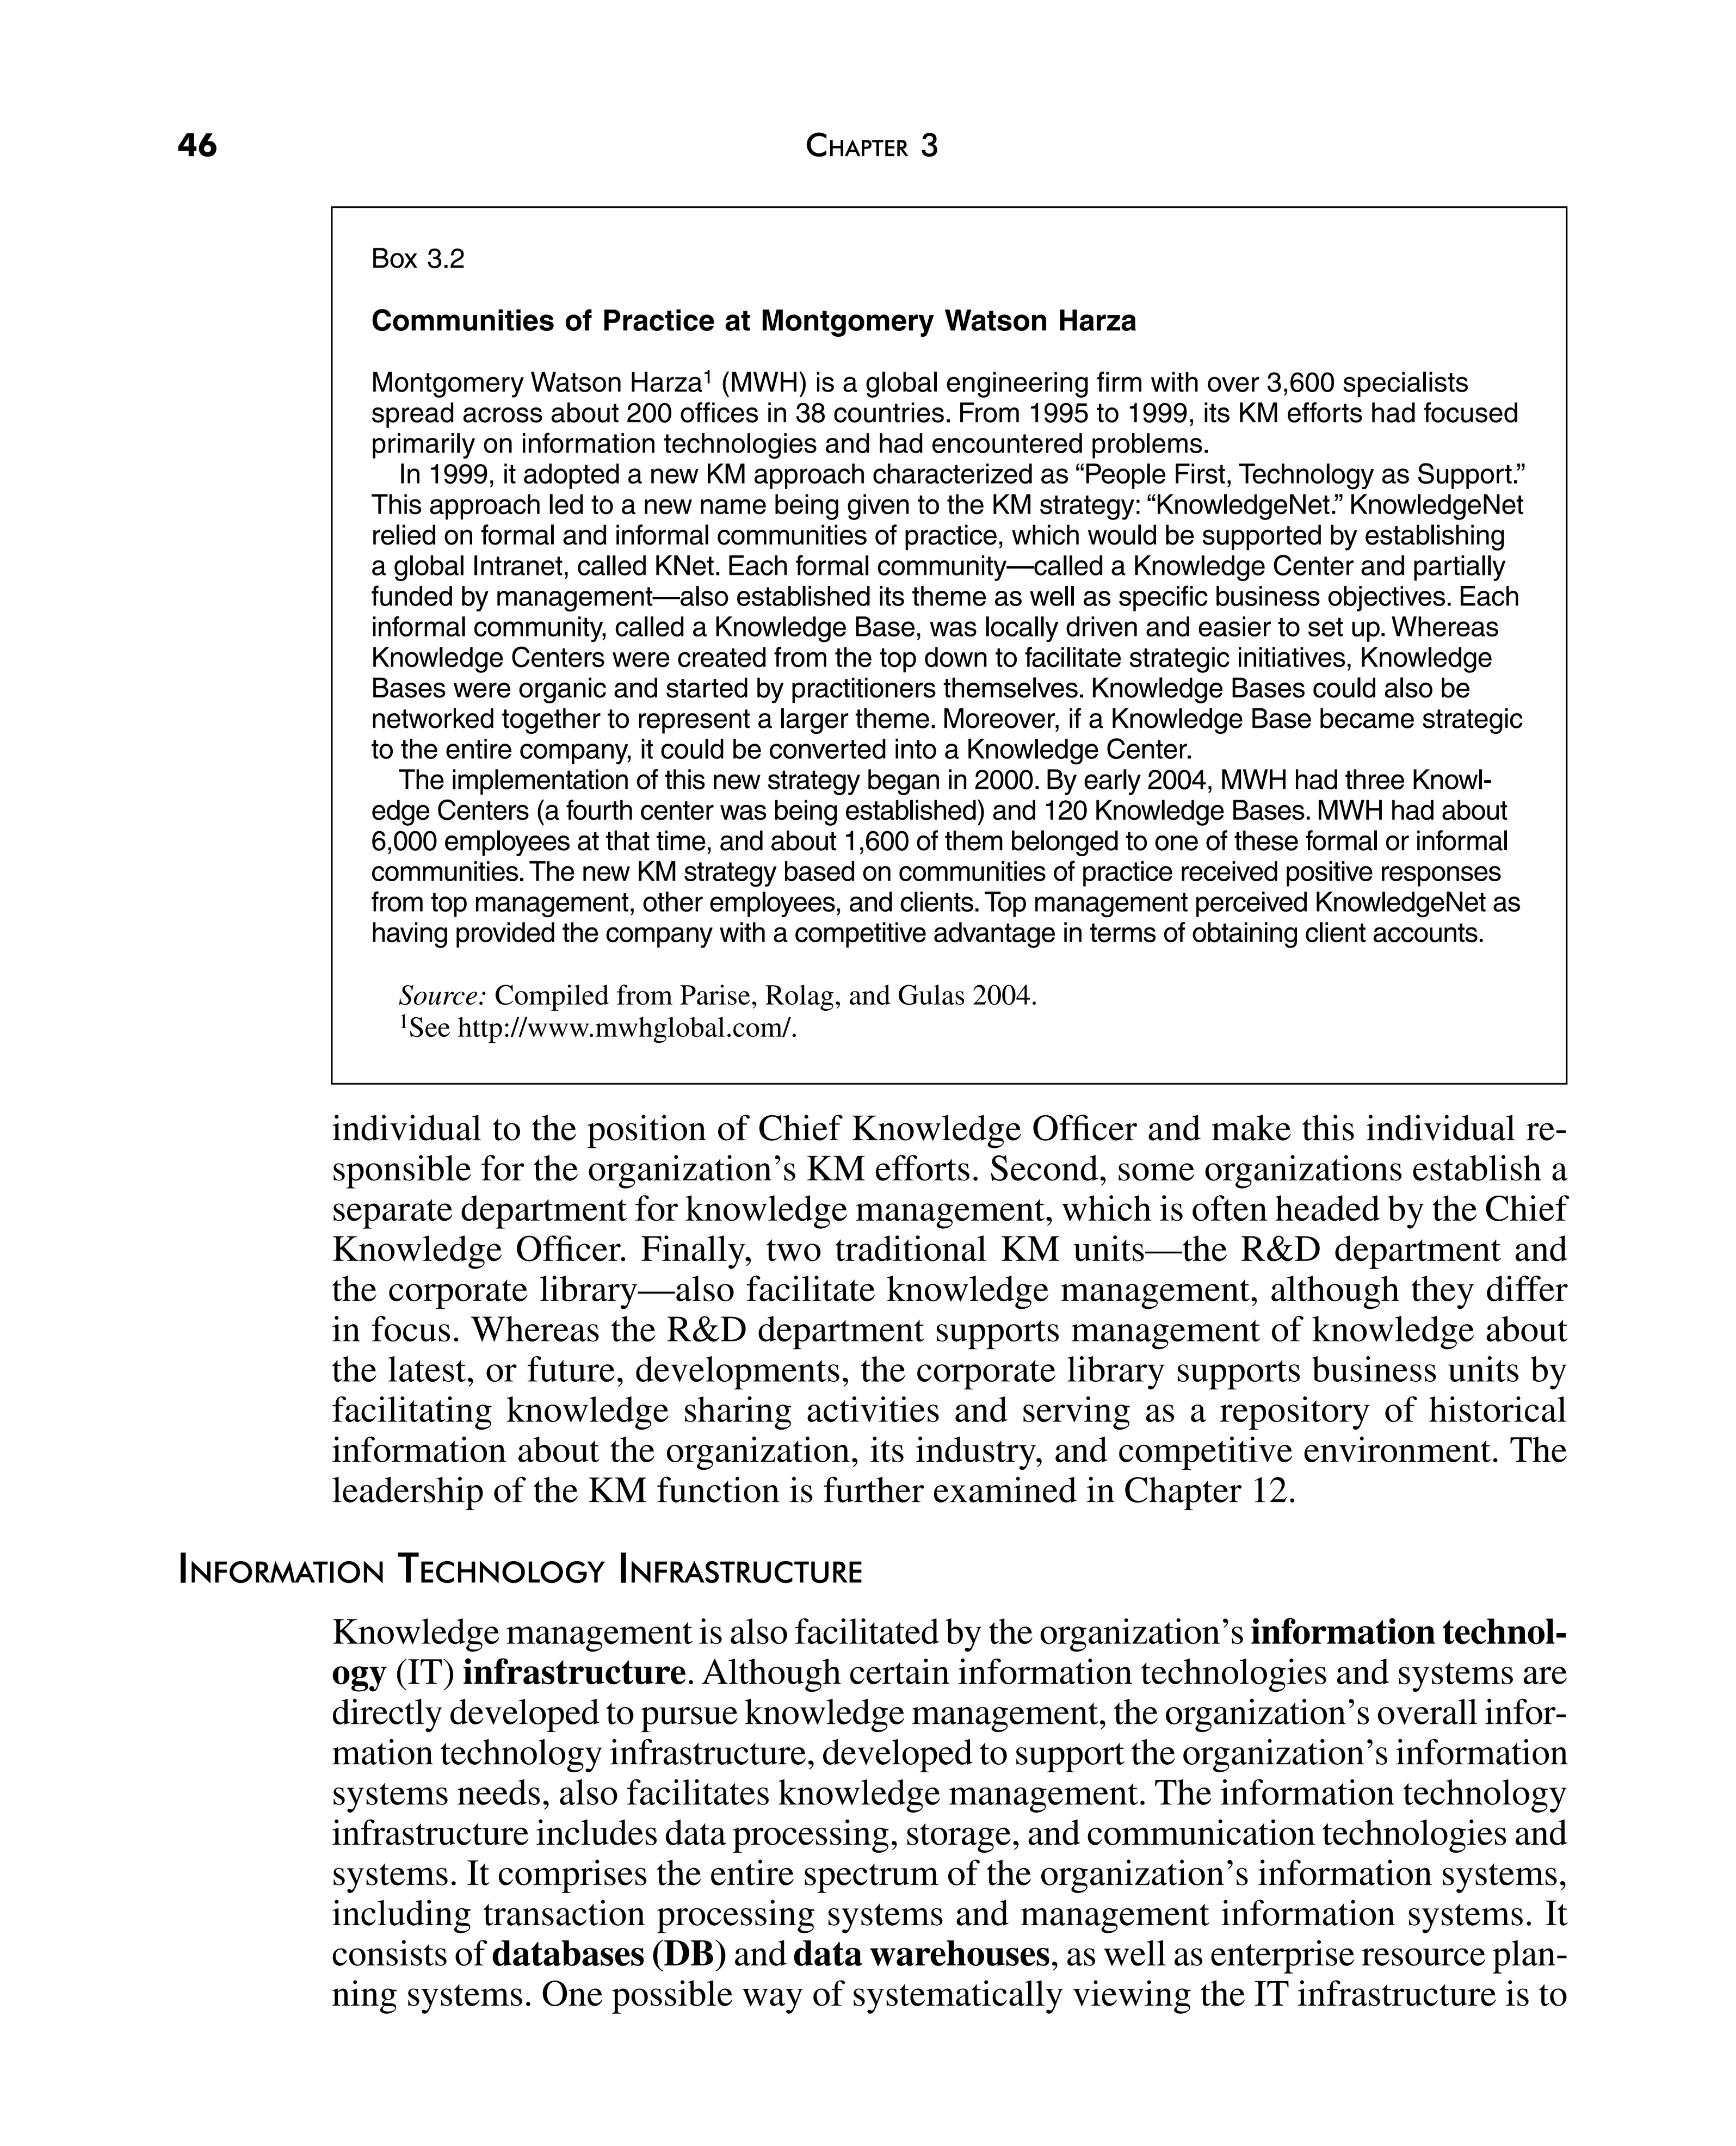 46
Chapter 3
Box 3.2
Communities of Practice at Montgomery Watson Harza
Montgomery Watson Harza¹ (MWH) is a global engineering firm with over 3,600 specialists
spread across about 200 offices in 38 countries. From 1995 to 1999, its KM efforts had focused
primarily on information technologies and had encountered problems.
In 1999, it adopted a new KM approach characterized as “People First, Technology as Support.”
This approach led to a new name being given to the KM strategy: “KnowledgeNet.” KnowledgeNet
relied on formal and informal communities of practice, which would be supported by establishing
a global Intranet, called KNet. Each formal community—called a Knowledge Center and partially
funded by management—also established its theme as well as specific business objectives. Each
informal community, called a Knowledge Base, was locally driven and easier to set up. Whereas
Knowledge Centers were created from the top down to facilitate strategic initiatives, Knowledge
Bases were organic and started by practitioners themselves. Knowledge Bases could also be
networked together to represent a larger theme. Moreover, if a Knowledge Base became strategic
to the entire company, it could be converted into a Knowledge Center.
The implementation of this new strategy began in 2000. By early 2004, MWH had three Knowl-
edge Centers (a fourth center was being established) and 120 Knowledge Bases. MWH had about
6,000 employees at that time, and about 1,600 of them belonged to one of these formal or informal
communities. The new KM strategy based on communities of practice received positive responses
from top management, other employees, and clients. Top management perceived KnowledgeNet as
having provided the company with a competitive advantage in terms of obtaining client accounts.
Source: Compiled from Parise, Rolag, and Gulas 2004.
¹See http://www.mwhglobal.com/.
individual to the position of Chief Knowledge Officer and make this individual re-
sponsible for the organization’s KM efforts. Second, some organizations establish a
separate department for knowledge management, which is often headed by the Chief
Knowledge Officer. Finally, two traditional KM units—the R&D department and
the corporate library—also facilitate knowledge management, although they differ
in focus. Whereas the R&D department supports management of knowledge about
the latest, or future, developments, the corporate library supports business units by
facilitating knowledge sharing activities and serving as a repository of historical
information about the organization, its industry, and competitive environment. The
leadership of the KM function is further examined in Chapter 12.
Information Technology Infrastructure
Knowledge management is also facilitated by the organization’s information technol-
ogy (IT) infrastructure. Although certain information technologies and systems are
directly developed to pursue knowledge management, the organization’s overall infor-
mation technology infrastructure, developed to support the organization’s information
systems needs, also facilitates knowledge management. The information technology
infrastructure includes data processing, storage, and communication technologies and
systems. It comprises the entire spectrum of the organization’s information systems,
including transaction processing systems and management information systems. It
consists of databases (DB) and data warehouses, as well as enterprise resource plan-
ning systems. One possible way of systematically viewing the IT infrastructure is to